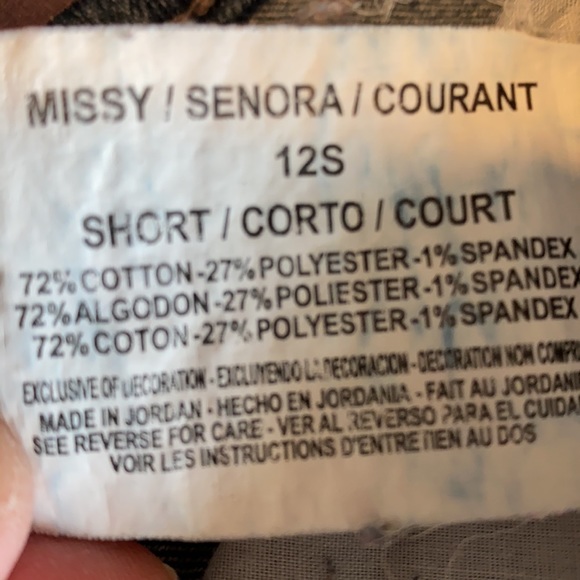 MISSY / SENORA / COURANT
12S
SHORT / CORTO / COURT
72% COTTON -27% POLYESTER -1% SPANDEX
72% ALGODON -27% POLIESTER -1% SPANDEX
72% COTON -27% POLYESTER -1% SPANDEX
EXCLUSIVE OF DECORATION - EXCLUYENDO LA DECORACION - DECORATION NON
MADE IN JORDAN - HECHO EN JORDANIA - FAIT AU JORDANIE
SEE REVERSE FOR CARE - VER AL REVERSO PARA EL
VOIR LES INSTRUCTIONS D'ENTRETIEN AU DOS